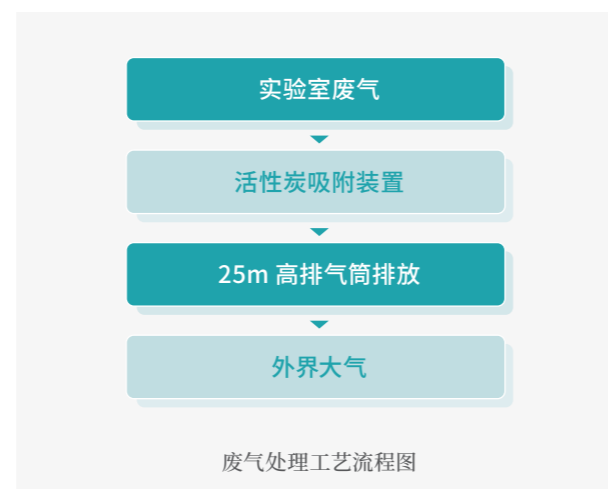 实验室废气
活性炭吸附装置
25m 高排气筒排放
外界大气
废气处理工艺流程图